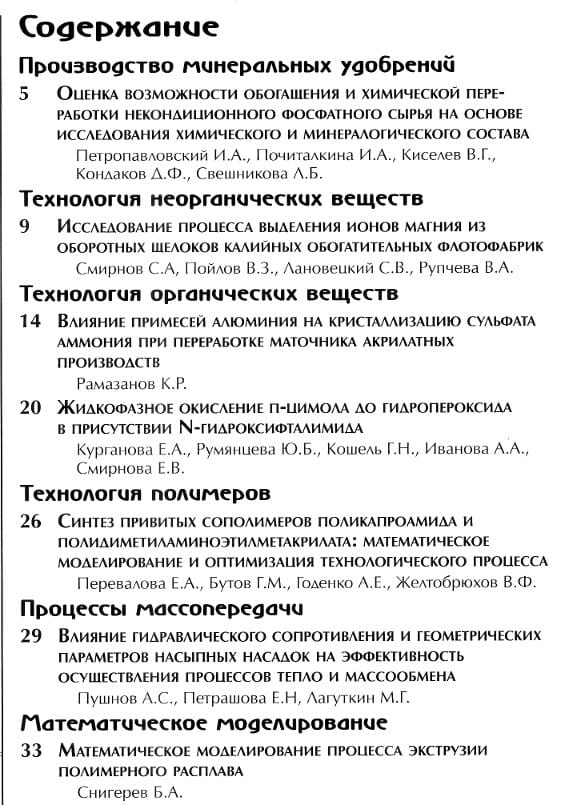 Содержание
Производство минеральных удобрений
5 Оценка возможности обогащения и химической пере-
работки некондиционного фосфатного сырья на основе
исследования химического и минералогического состава
Петропавловский И.А., Почиталкина И.А., Киселев В.Г.,
Кондаков Д.Ф., Свешникова Л.Б.
Технология неорганических веществ
9 Исследование процесса выделения ионов магния из
оборотных щелоков калийных обогатительных флотофабрик
Смирнов С.А, Пойлов В.З., Лановецкий С.В., Рупчева В.А.
Технология органических веществ
14 Влияние примесей алюминия на кристаллизацию сульфата
аммония при переработке маточника акрилатных
производств
Рамазанов К.Р.
20 Жидкофазное окисление п-цимола до гидропероксида
в присутствии N-гидроксифталимида
Курганова Е.А., Румянцева Ю.Б., Кошель Г.Н., Иванова А.А.,
Смирнова Е.В.
Технология полимеров
26 Синтез привитых сополимеров поликапроамида и
полидиметиламиноэтилметакрилата: математическое
моделирование и оптимизация технологического процесса
Перевалова Е.А., Бутов Г.М., Годенко А.Е., Желтобрюхов В.Ф.
Процессы массопередачи
29 Влияние гидравлического сопротивления и геометрических
параметров насыпных насадок на эффективность
осуществления процессов тепло и массообмена
Пушнов А.С., Петрашова Е.Н, Лагуткин М.Г.
Математическое моделирование
33 Математическое моделирование процесса экструзии
полимерного расплава
Снигерев Б.А.